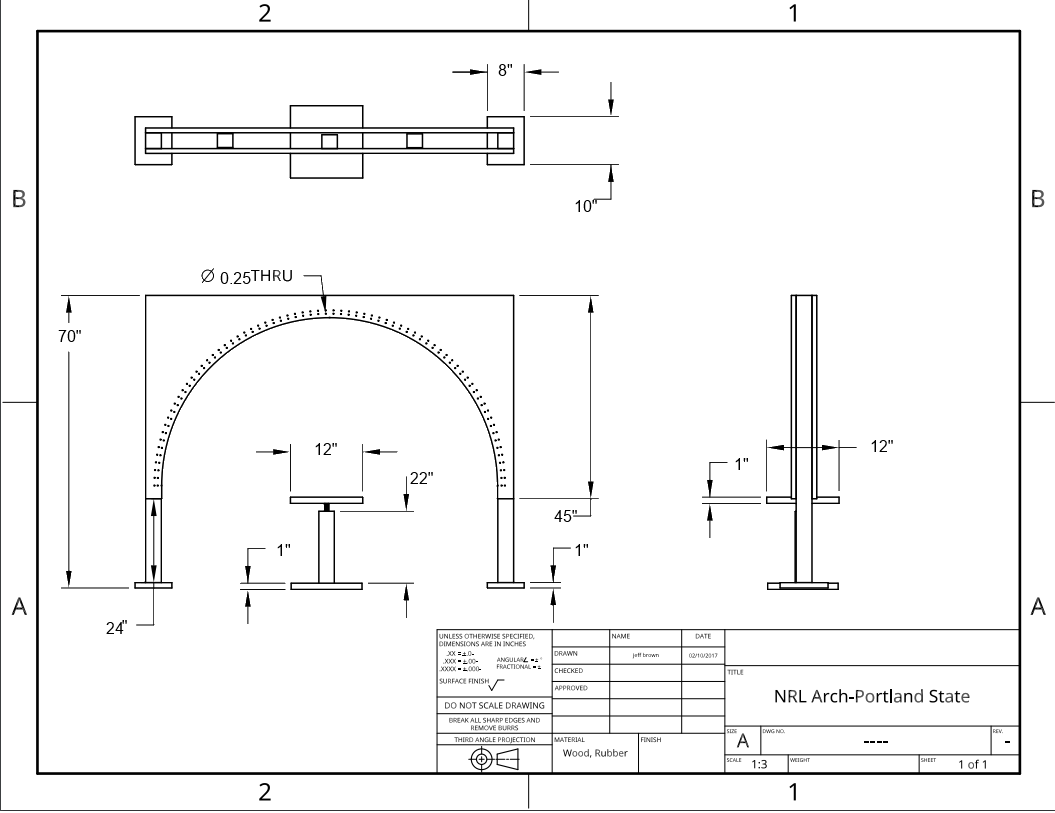 2
1
8"
B
B
10"
Ø 0.25THRU
70"
12"
12"
22"
1"
45"
1"
1"
A
A
24"
UNLESS OTHERWISE SPECIFIED,
DIMENSIONS ARE IN INCHES
.XX = ±.0-
.XXX = ±.00-
.XXXX = ±.000-
ANGULAR∠ = ± °
FRACTIONAL = ±
SURFACE FINISH √
DO NOT SCALE DRAWING
BREAK ALL SHARP EDGES AND
REMOVE BURRS
THIRD ANGLE PROJECTION
NAME
DATE
DRAWN
jeff brown
02/10/2017
CHECKED
APPROVED
MATERIAL
Wood, Rubber
FINISH
TITLE
NRL Arch-Portland State
SIZE
A
DWG NO.
----
REV.
-
SCALE
1:3
WEIGHT
SHEET
1 of 1
2
1